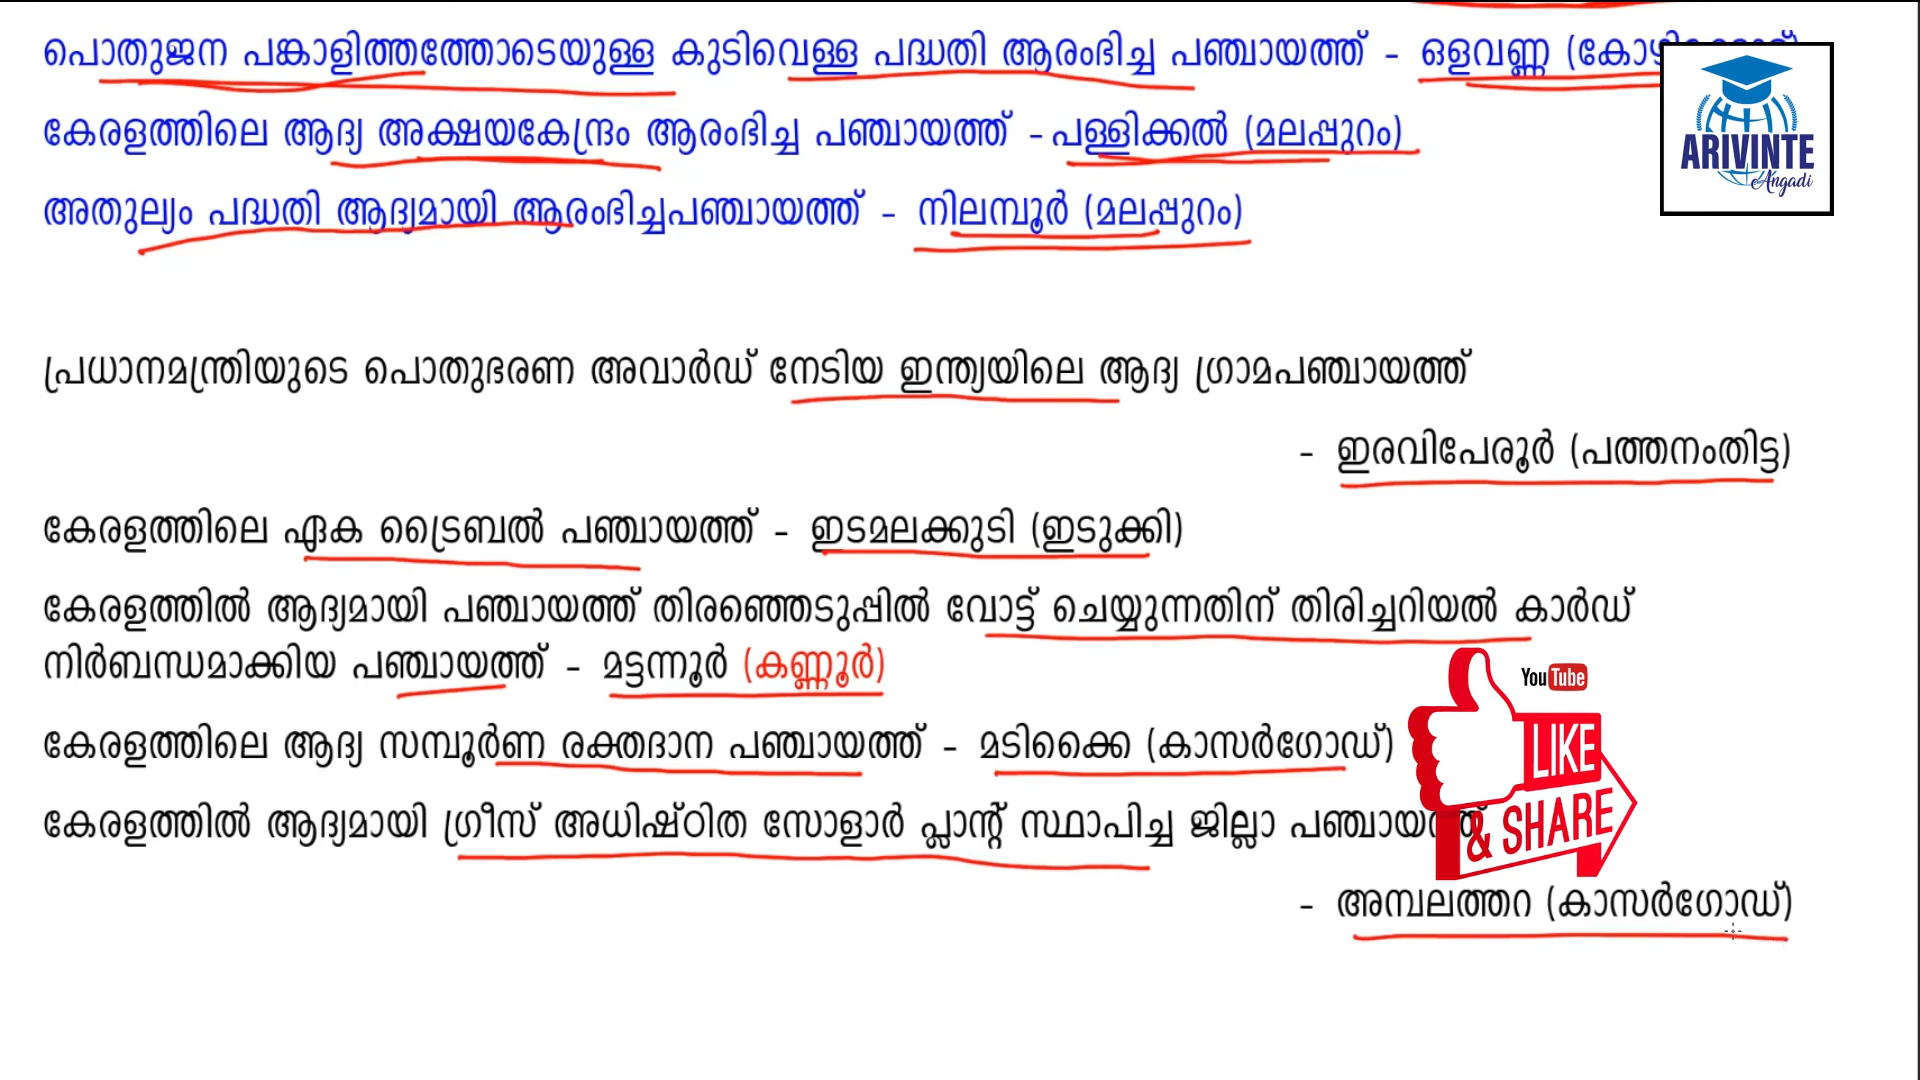 പൊതുജന പങ്കാളിത്തത്തോടെയുള്ള കുടിവെള്ള പദ്ധതി ആരംഭിച്ച പഞ്ചായത്ത് - ഒളവണ്ണ
കേരളത്തിലെ ആദ്യ അക്ഷയകേന്ദ്രം ആരംഭിച്ച പഞ്ചായത്ത് -പള്ളിക്കൽ (മലപ്പുറം)
അതുല്യം പദ്ധതി ആദ്യമായി ആരംഭിച്ചപഞ്ചായത്ത് - നിലമ്പൂർ (മലപ്പുറം)
ARIVINTE
Angadi
പ്രധാനമന്ത്രിയുടെ പൊതുഭരണ അവാർഡ് നേടിയ ഇന്ത്യയിലെ ആദ്യ ഗ്രാമപഞ്ചായത്ത്
- ഇരവിപേരൂർ (പത്തനംതിട്ട)
കേരളത്തിലെ ഏക ട്രൈബൽ പഞ്ചായത്ത് - ഇടമലക്കുടി (ഇടുക്കി)
കേരളത്തിൽ ആദ്യമായി പഞ്ചായത്ത് തിരഞ്ഞെടുപ്പിൽ വോട്ട് ചെയ്യുന്നതിന് തിരിച്ചറിയൽ കാർഡ്
നിർബന്ധമാക്കിയ പഞ്ചായത്ത് - മട്ടന്നൂർ (കണ്ണൂർ)
കേരളത്തിലെ ആദ്യ സമ്പൂർണ രക്തദാന പഞ്ചായത്ത് - മടിക്കൈ (കാസർഗോഡ്)
കേരളത്തിൽ ആദ്യമായി ഗ്രീസ് അധിഷ്ഠിത സോളാർ പ്ലാന്റ് സ്ഥാപിച്ച ജില്ലാ പഞ്ചായത്ത്
- അമ്പലത്തറ (കാസർഗോഡ്)
YouTube
LIKE
& SHARE